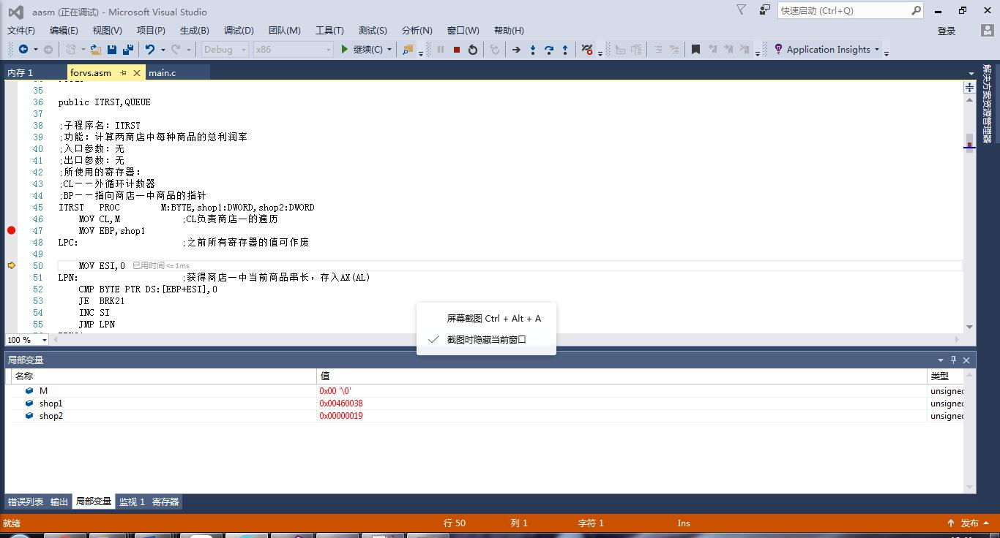 aasm (正在调试) - Microsoft Visual Studio
快速启动 (Ctrl+Q)
文件(F) 编辑(E) 视图(V) 项目(P) 生成(B) 调试(D) 团队(M) 工具(T) 测试(S) 分析(N) 窗口(W) 帮助(H)
登录
Debug x86 继续(C) Application Insights
内存 1 forvs.asm main.c
解决方案资源管理器
35
36 public ITRST,QUEUE
37
38 ;子程序名：ITRST
39 ;功能：计算两商店中每种商品的总利润率
40 ;入口参数：无
41 ;出口参数：无
42 ;所使用的寄存器：
43 ;CL——外循环计数器
44 ;BP——指向商店一中商品的指针
45 ITRST PROC M:BYTE,shop1:DWORD,shop2:DWORD
46 MOV CL,M ;CL负责商店一的遍历
47 MOV EBP,shop1
48 LPC: ;之前所有寄存器的值可作废
49
50 MOV ESI,0 已用时间<=1ms
51 LPN: ;获得商店一中当前商品串长，存入AX(AL)
52 CMP BYTE PTR DS:[EBP+ESI],0
53 JE BRK21
54 INC SI
55 JMP LPN
屏幕截图 Ctrl + Alt + A
截图时隐藏当前窗口
100 %
局部变量
名称 值 类型
M 0x00 '\0' unsigned
shop1 0x00460038 unsigned
shop2 0x00000019 unsigned
错误列表 输出 局部变量 监视 1 寄存器
就绪 行 50 列 1 字符 1 Ins 发布